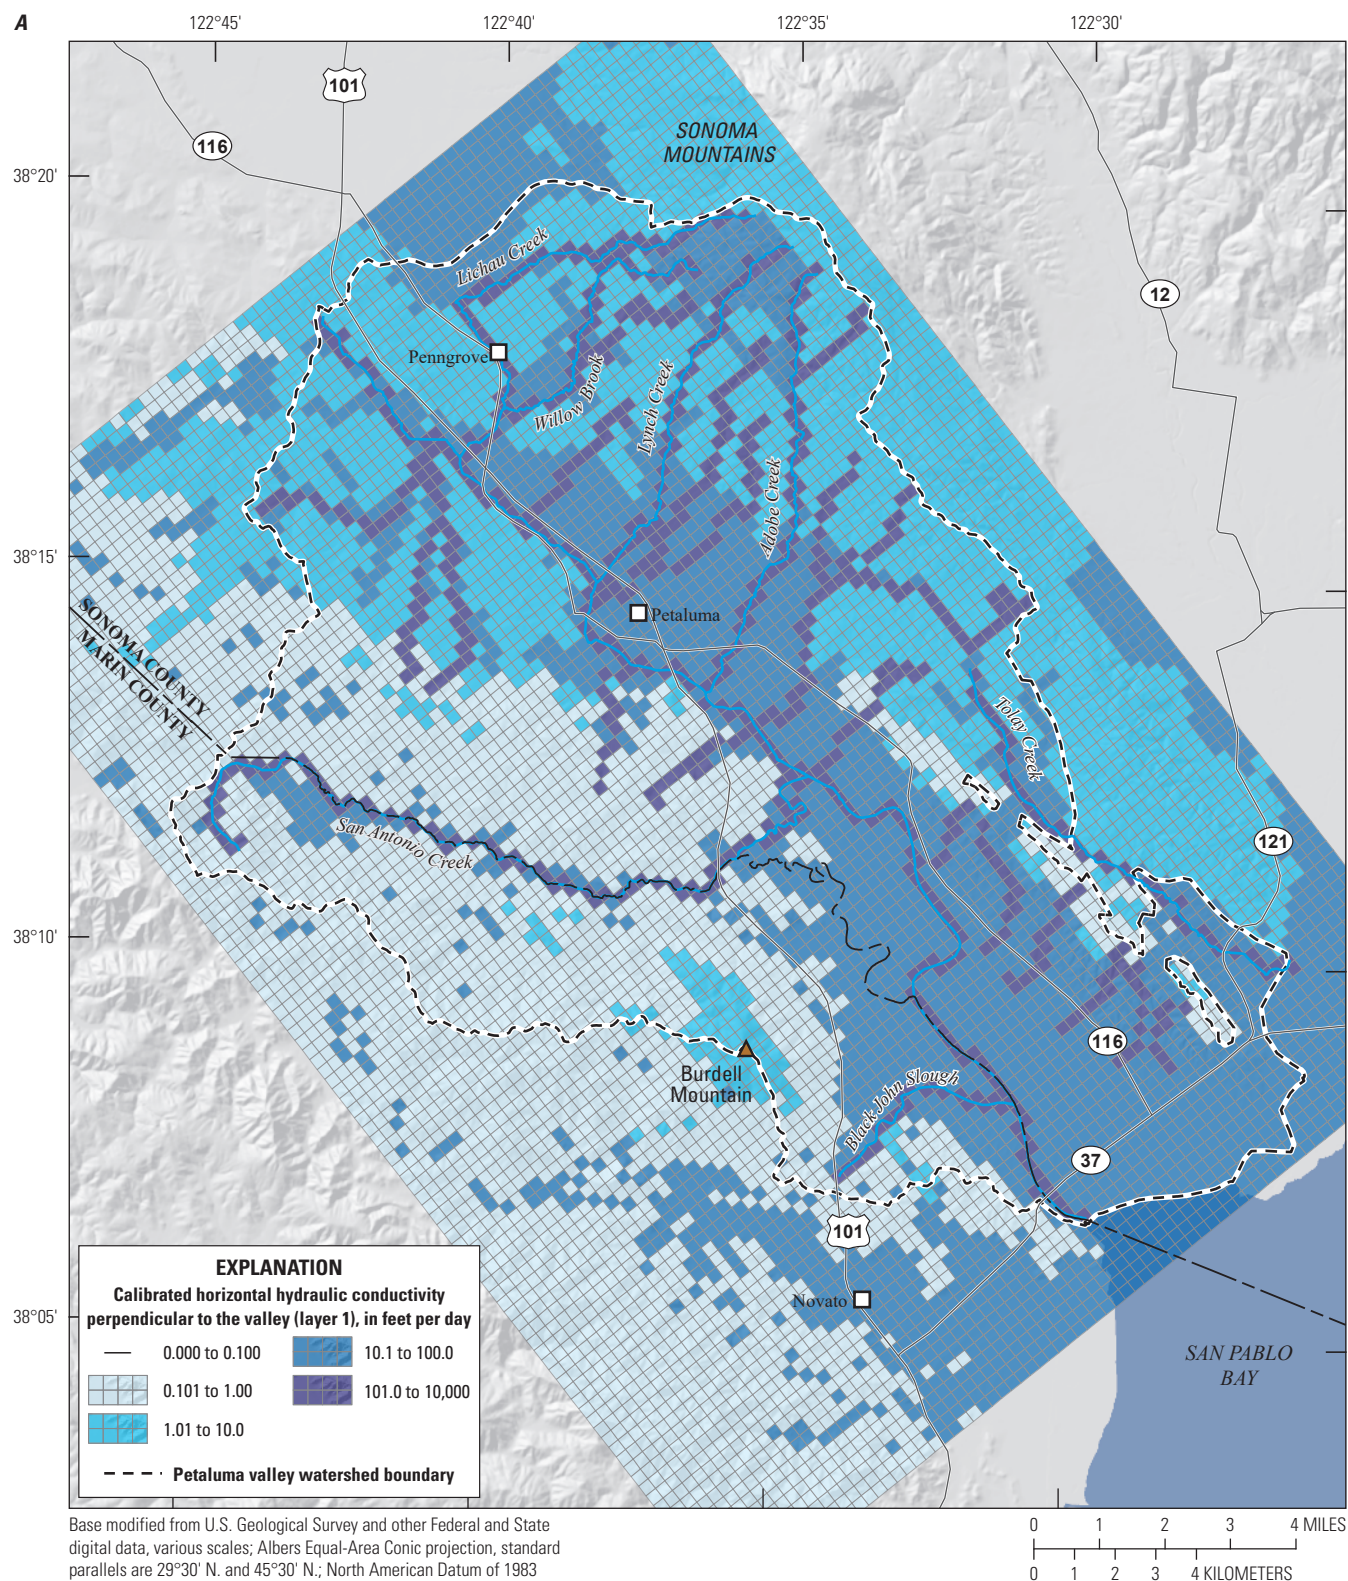 A
122°45'
122°40'
122°35'
122°30'
101
116
SONOMA
MOUNTAINS
38°20'
Lichau Creek
12
Penngrove
Willow Brook
Lynch Creek
Adobe Creek
38°15'
SONOMA COUNTY
MARIN COUNTY
Petaluma
Tolay Creek
San Antonio Creek
121
38°10'
116
Burdell
Mountain
Black John Slough
37
101
Novato
38°05'
SAN PABLO
BAY
EXPLANATION
Calibrated horizontal hydraulic conductivity
perpendicular to the valley (layer 1), in feet per day
0.000 to 0.100
10.1 to 100.0
0.101 to 1.00
101.0 to 10,000
1.01 to 10.0
Petaluma valley watershed boundary
Base modified from U.S. Geological Survey and other Federal and State
digital data, various scales; Albers Equal-Area Conic projection, standard
parallels are 29°30' N. and 45°30' N.; North American Datum of 1983
0 1 2 3 4 MILES
0 1 2 3 4 KILOMETERS